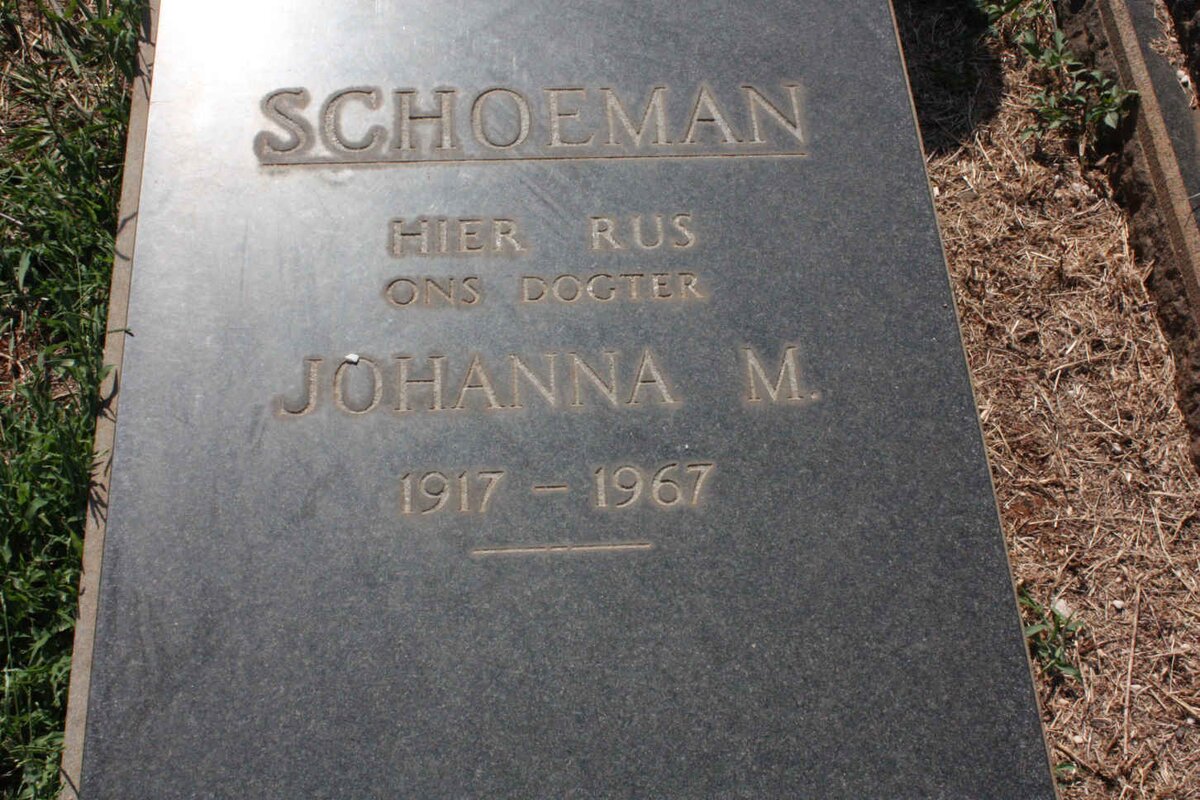 SCHOEMAN
HIER RUS
ONS DOGTER
JOHANNA M.
1917 – 1967